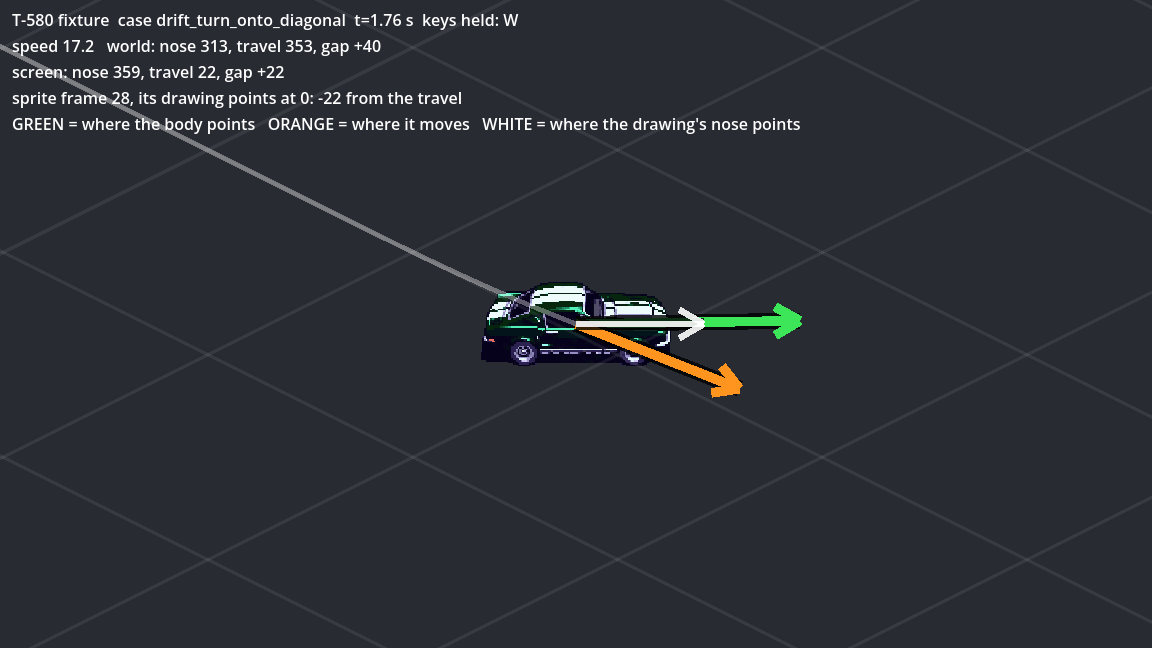 T-580 fixture  case drift_turn_onto_diagonal  t=1.76 s  keys held: W
speed 17.2   world: nose 313, travel 353, gap +40
screen: nose 359, travel 22, gap +22
sprite frame 28, its drawing points at 0: -22 from the travel
GREEN = where the body points   ORANGE = where it moves   WHITE = where the drawing's nose points